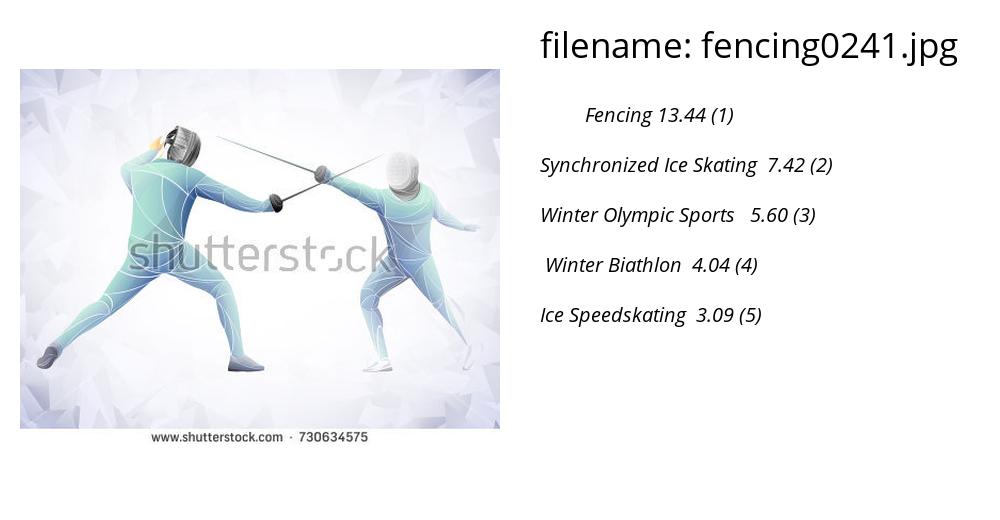 filename: fencing0241.jpg
Fencing 13.44 (1)
Synchronized Ice Skating 7.42 (2)
Winter Olympic Sports 5.60 (3)
Winter Biathlon 4.04 (4)
Ice Speedskating 3.09 (5)
shutterstock
www.shutterstock.com · 730634575